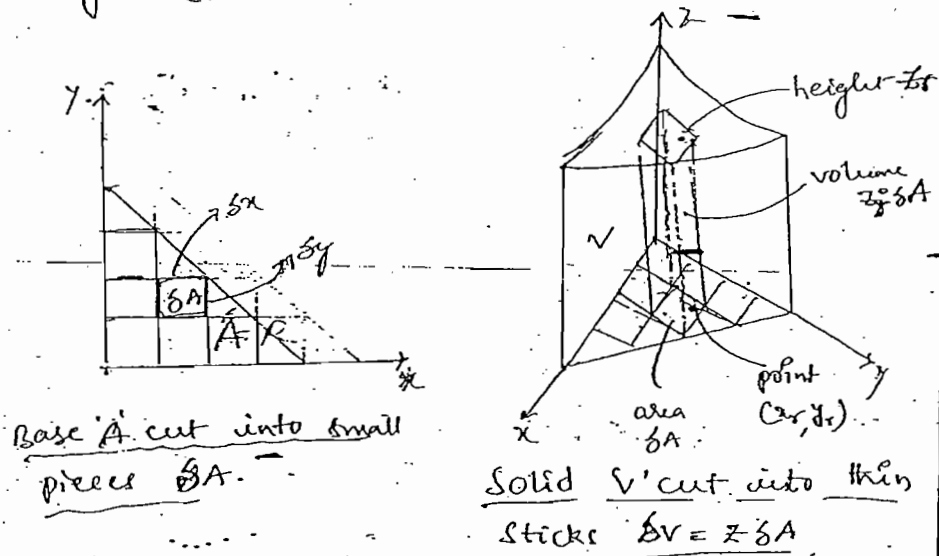 y
δx
δy
δA
A
x
Base 'A' cut into small
pieces δA.
z
height zr
volume
zr δA
V
point
(xr, yr)
area
δA
x
y
Solid 'V' cut into thin
sticks δV = z δA